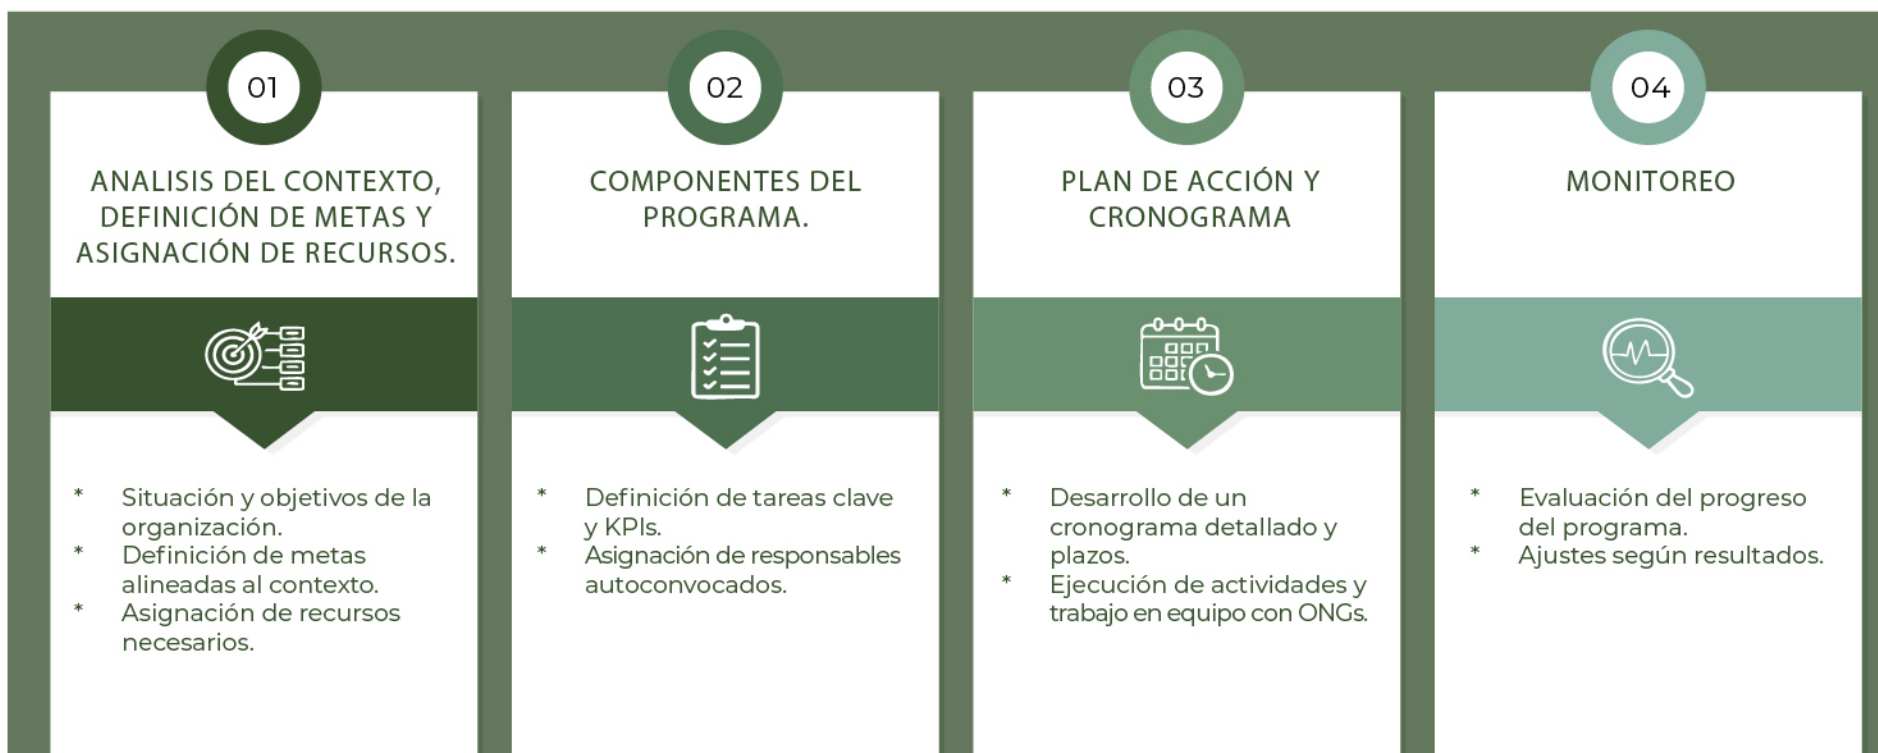 01
ANALISIS DEL CONTEXTO,
DEFINICIÓN DE METAS Y
ASIGNACIÓN DE RECURSOS.
* Situación y objetivos de la
organización.
* Definición de metas
alineadas al contexto.
* Asignación de recursos
necesarios.
02
COMPONENTES DEL
PROGRAMA.
* Definición de tareas clave
y KPIs.
* Asignación de responsables
autoconvocados.
03
PLAN DE ACCIÓN Y
CRONOGRAMA
* Desarrollo de un
cronograma detallado y
plazos.
* Ejecución de actividades y
trabajo en equipo con ONGs.
04
MONITOREO
* Evaluación del progreso
del programa.
* Ajustes según resultados.